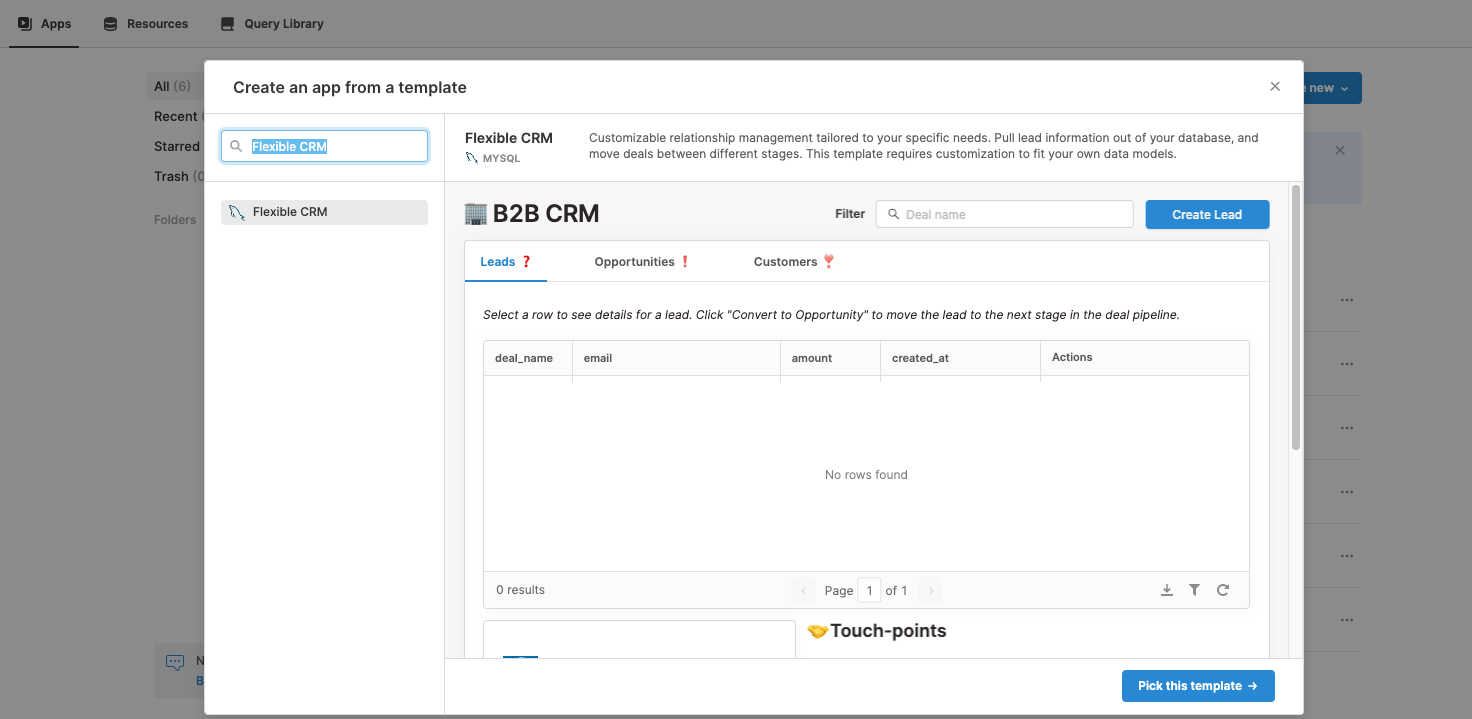 Apps
Resources
Query Library
All (6)
Recent
Starred
Trash (0
Folders
new
Create an app from a template
Flexible CRM
Flexible CRM
Flexible CRM
MYSQL
Customizable relationship management tailored to your specific needs. Pull lead information out of your database, and
move deals between different stages. This template requires customization to fit your own data models.
B2B CRM
Filter
Deal name
Create Lead
Leads ❓
Opportunities ❗
Customers ❣️
Select a row to see details for a lead. Click "Convert to Opportunity" to move the lead to the next stage in the deal pipeline.
deal_name
email
amount
created_at
Actions
No rows found
0 results
Page 1 of 1
🤝Touch-points
N
B
Pick this template →